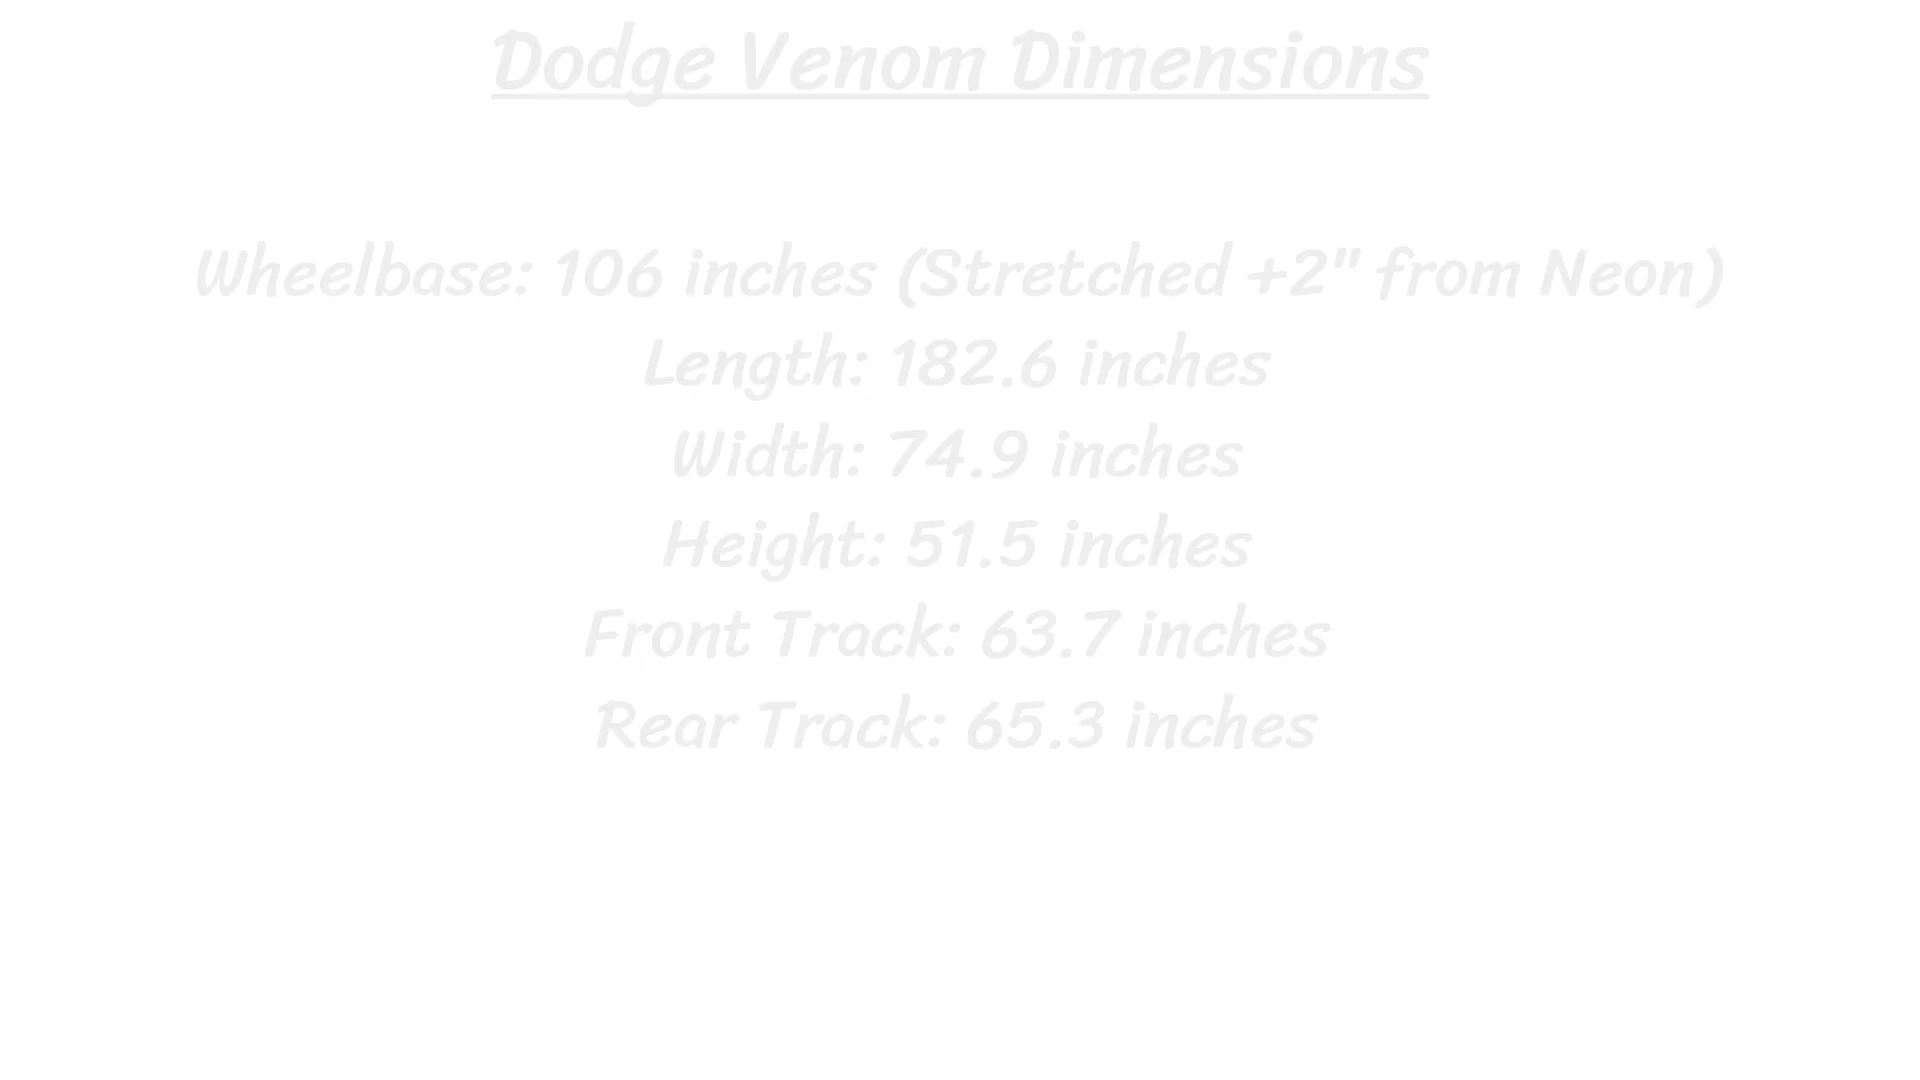 Dodge Venom Dimensions
Wheelbase: 106 inches (Stretched +2" from Neon)
Length: 182.6 inches
Width: 74.9 inches
Height: 51.5 inches
Front Track: 63.7 inches
Rear Track: 65.3 inches